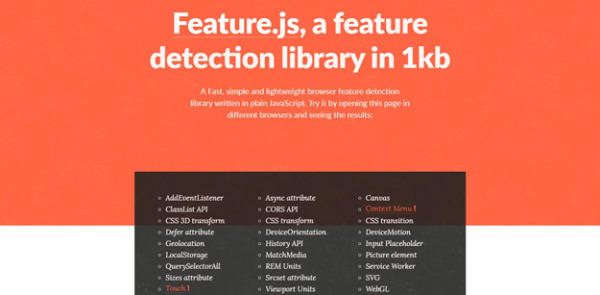 Feature.js, a feature
detection library in 1kb
A Fast, simple and lightweight browser feature detection
library written in plain JavaScript. Try it by opening this page in
different browsers and seeing the results:
AddEventListener
ClassList API
CSS 3D transform
Defer attribute
Geolocation
LocalStorage
QuerySelectorAll
Sizes attribute
Touch !
Async attribute
CORS API
CSS transform
DeviceOrientation
History API
MatchMedia
REM Units
Srcset attribute
Viewport Units
Canvas
Context Menu !
CSS transition
DeviceMotion
Input Placeholder
Picture element
Service Worker
SVG
WebGL